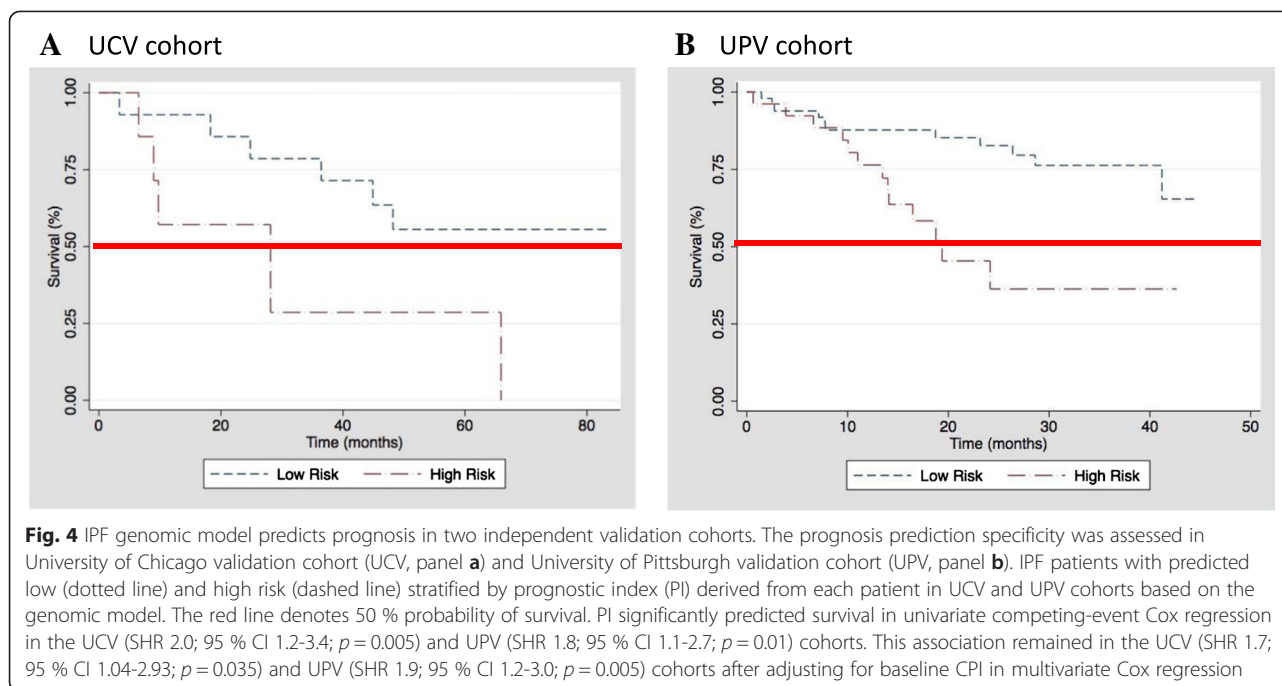 A UCV cohort
B UPV cohort
1.00
0.75
0.50
0.25
0.00
Survival (%)
0
20
40
60
80
Time (months)
Low Risk
High Risk
1.00
0.75
0.50
0.25
0.00
Survival (%)
0
10
20
30
40
50
Time (months)
Low Risk
High Risk
Fig. 4 IPF genomic model predicts prognosis in two independent validation cohorts. The prognosis prediction specificity was assessed in
University of Chicago validation cohort (UCV, panel a) and University of Pittsburgh validation cohort (UPV, panel b). IPF patients with predicted
low (dotted line) and high risk (dashed line) stratified by prognostic index (PI) derived from each patient in UCV and UPV cohorts based on the
genomic model. The red line denotes 50 % probability of survival. PI significantly predicted survival in univariate competing-event Cox regression
in the UCV (SHR 2.0; 95 % CI 1.2-3.4; p = 0.005) and UPV (SHR 1.8; 95 % CI 1.1-2.7; p = 0.01) cohorts. This association remained in the UCV (SHR 1.7;
95 % CI 1.04-2.93; p = 0.035) and UPV (SHR 1.9; 95 % CI 1.2-3.0; p = 0.005) cohorts after adjusting for baseline CPI in multivariate Cox regression